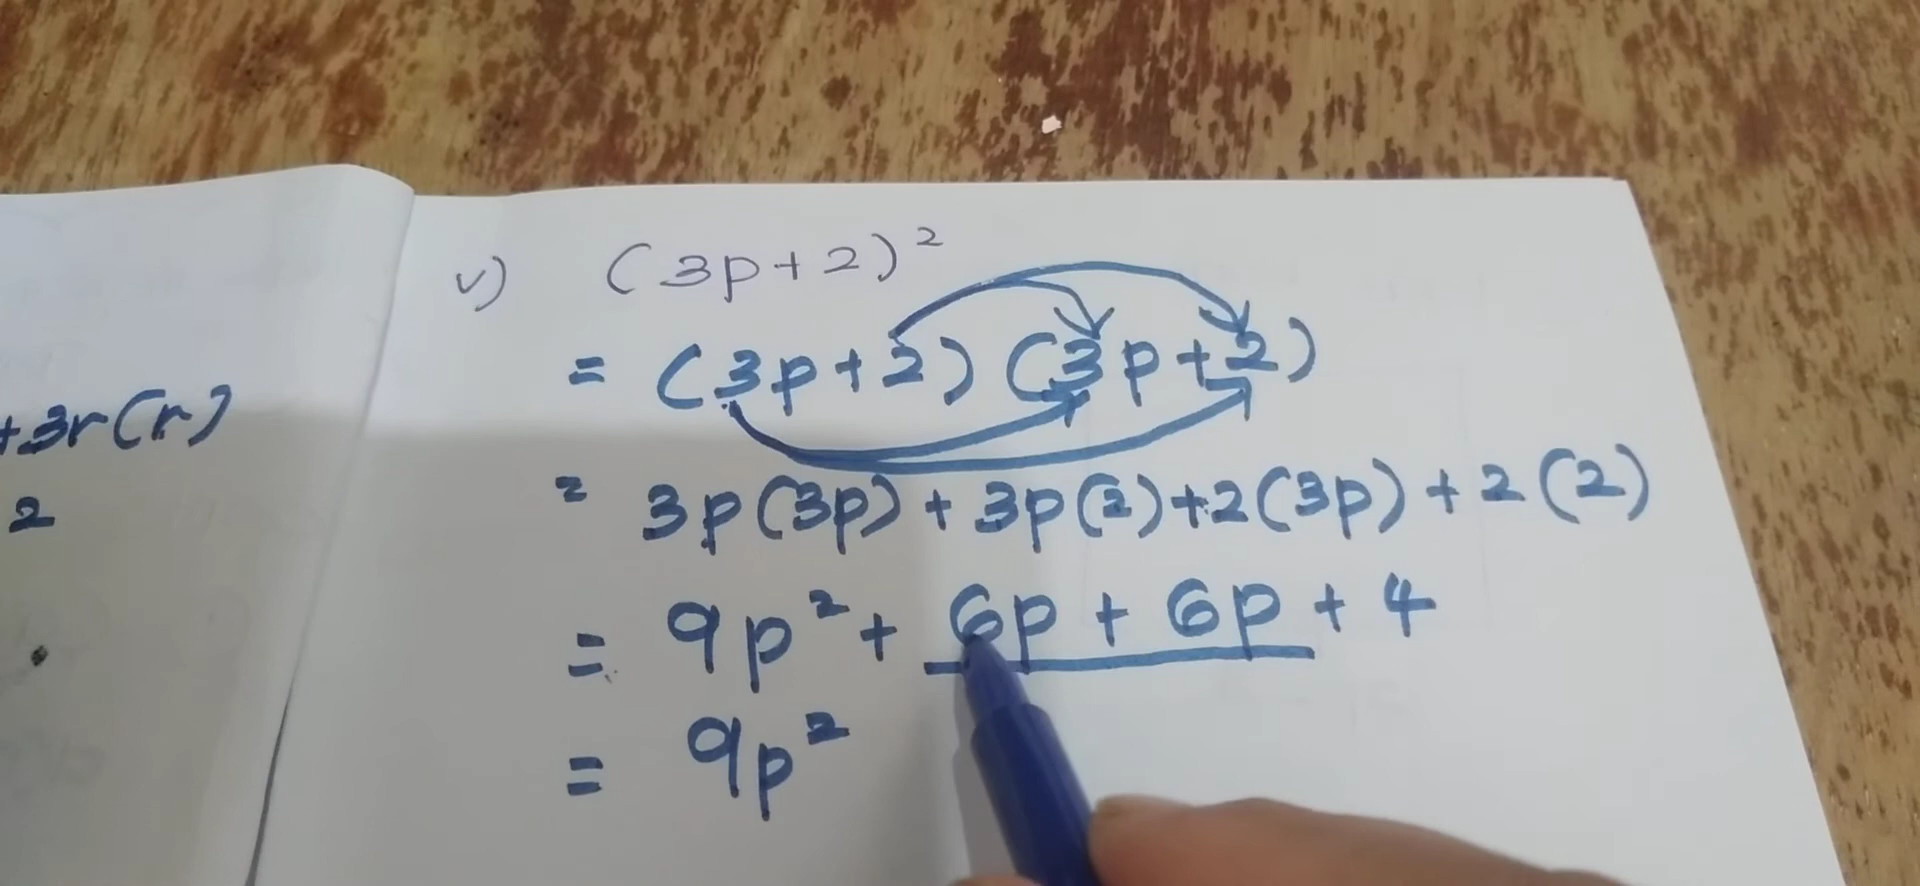 +3r(r)
2
v) (3p+2)²
= (3p+2)(3p+2)
= 3p(3p) + 3p(2)+2(3p) + 2(2)
= 9p² + 6p + 6p + 4
= 9p²